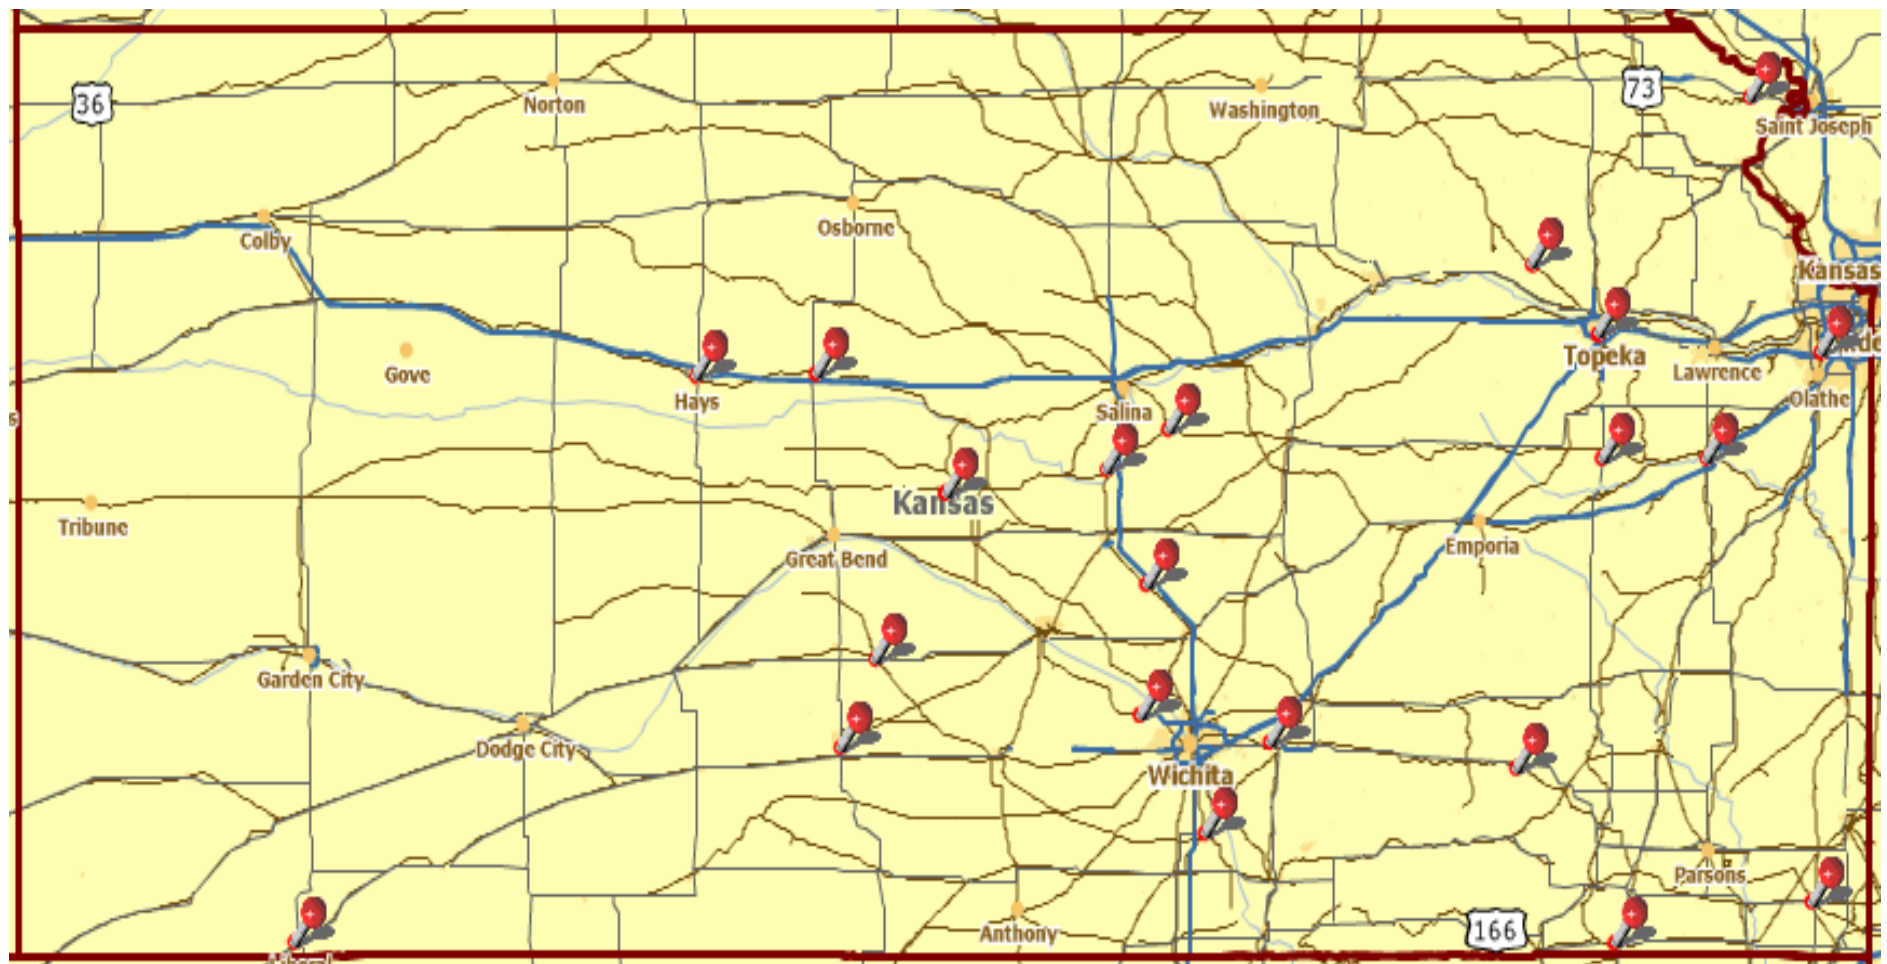 36
Norton
Washington
73
Saint Joseph
Colby
Osborne
Kansas
Gove
Hays
Topeka
Lawrence
Salina
Olathe
Kansas
Tribune
Great Bend
Emporia
Garden City
Dodge City
Wichita
Parsons
Anthony
166